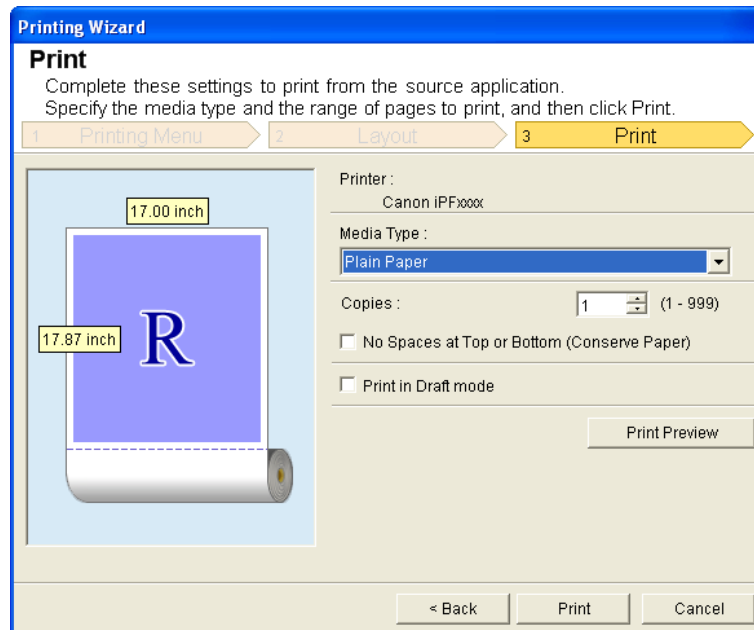 Printing Wizard
Print
Complete these settings to print from the source application.
Specify the media type and the range of pages to print, and then click Print.
1 Printing Menu 2 Layout 3 Print
Printer :
Canon iPFxxxx
17.00 inch
Media Type :
Plain Paper
Copies : 1 (1 - 999)
17.87 inch
R
No Spaces at Top or Bottom (Conserve Paper)
Print in Draft mode
Print Preview
< Back Print Cancel